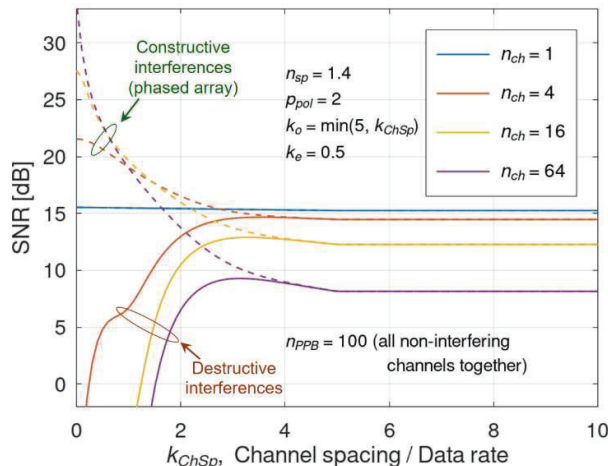 30
25
20
15
10
5
0
SNR [dB]
Constructive
interferences
(phased array)
n_sp = 1.4
p_pol = 2
k_o = min(5, k_ChSp)
k_e = 0.5
n_ch = 1
n_ch = 4
n_ch = 16
n_ch = 64
n_PPB = 100 (all non-interfering
channels together)
Destructive
interferences
0 2 4 6 8 10
k_ChSp, Channel spacing / Data rate